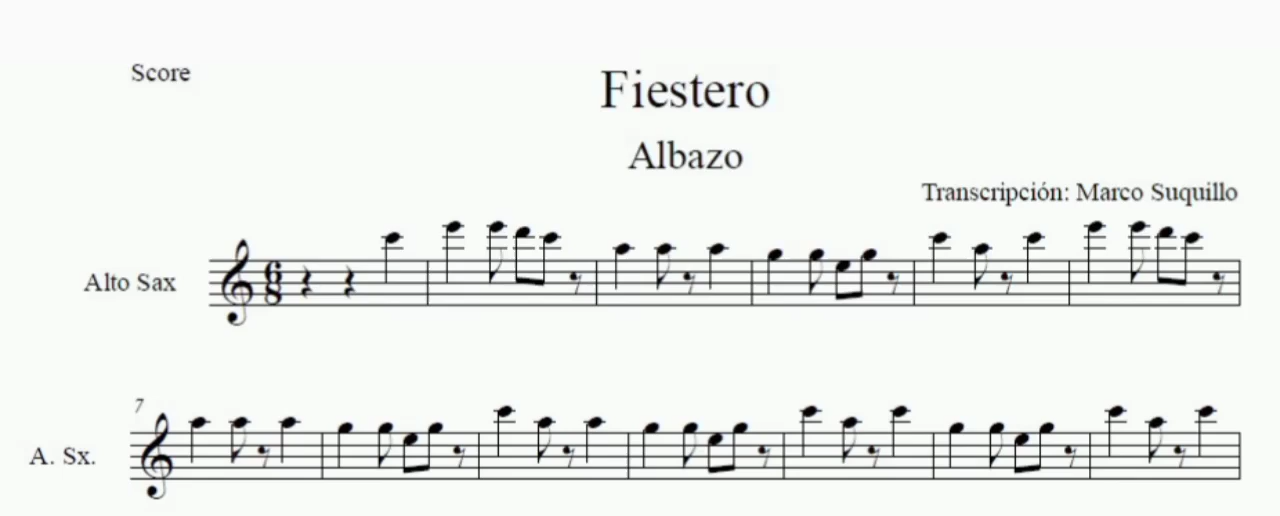 Score
Fiestero
Albazo
Transcripción: Marco Suquillo
Alto Sax
6
8
7
A. Sx.